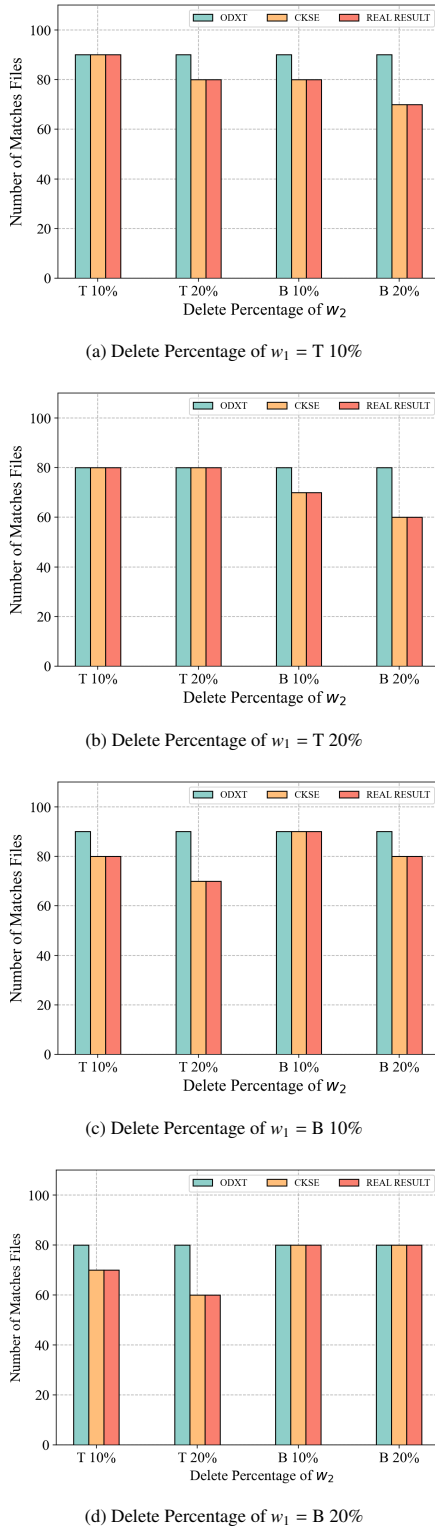 ODXT CKSE REAL RESULT
100
80
60
40
20
0
Number of Matches Files
T 10% T 20% B 10% B 20%
Delete Percentage of w₂
(a) Delete Percentage of w₁ = T 10%
ODXT CKSE REAL RESULT
100
80
60
40
20
0
Number of Matches Files
T 10% T 20% B 10% B 20%
Delete Percentage of w₂
(b) Delete Percentage of w₁ = T 20%
ODXT CKSE REAL RESULT
100
80
60
40
20
0
Number of Matches Files
T 10% T 20% B 10% B 20%
Delete Percentage of w₂
(c) Delete Percentage of w₁ = B 10%
ODXT CKSE REAL RESULT
100
80
60
40
20
0
Number of Matches Files
T 10% T 20% B 10% B 20%
Delete Percentage of w₂
(d) Delete Percentage of w₁ = B 20%